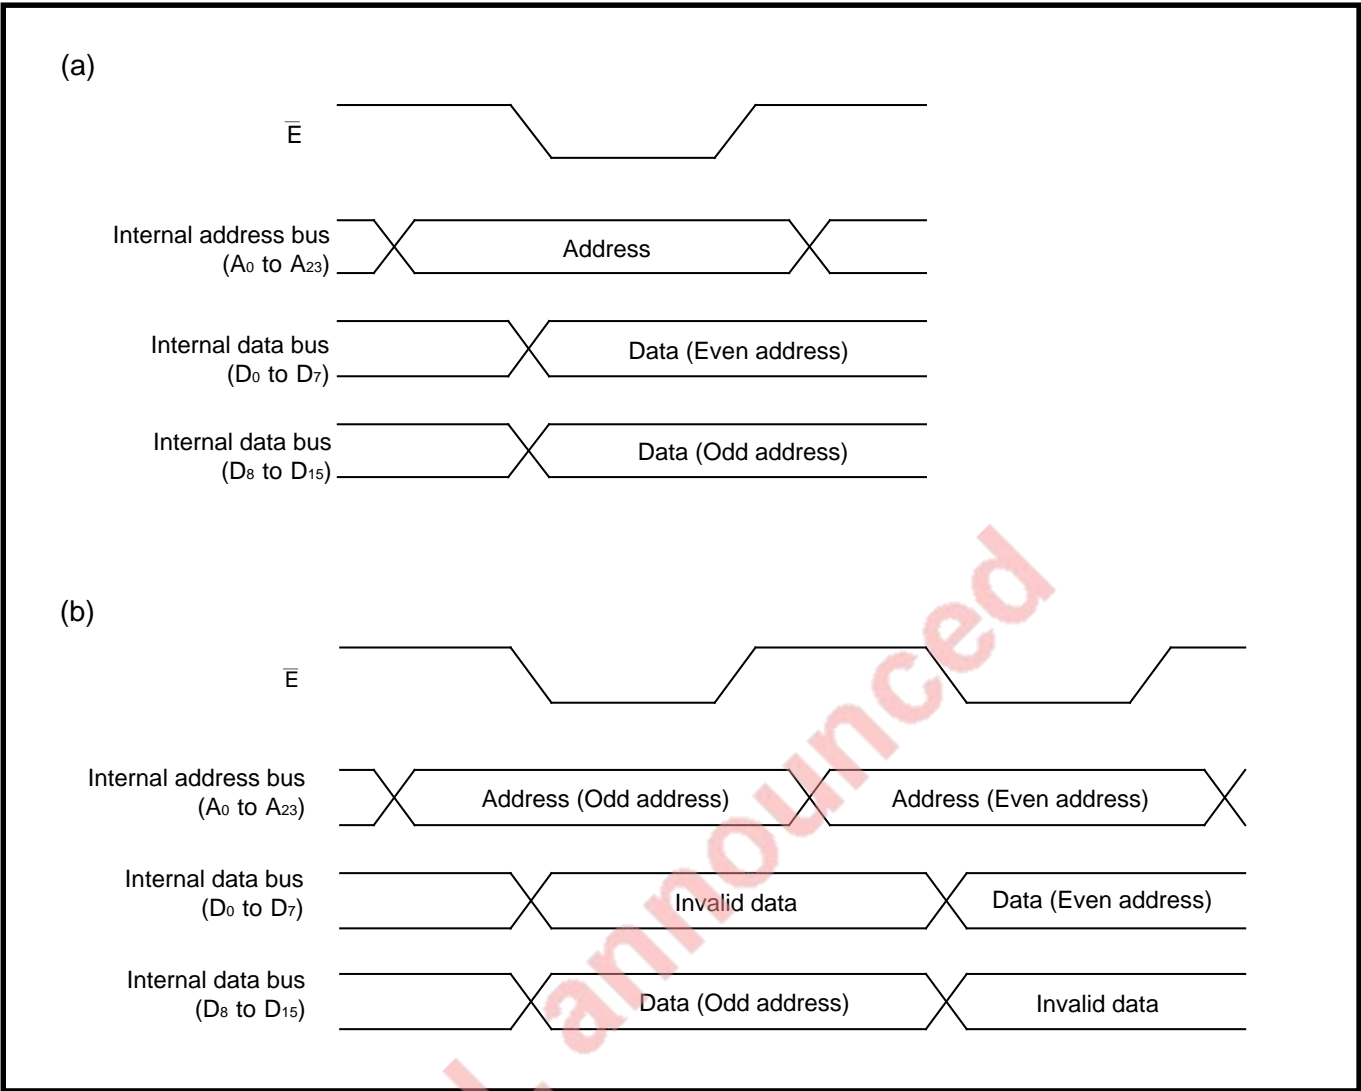 (a)
E̅
Internal address bus
(A₀ to A₂₃)
Address
Internal data bus
(D₀ to D₇)
Data (Even address)
Internal data bus
(D₈ to D₁₅)
Data (Odd address)
(b)
E̅
Internal address bus
(A₀ to A₂₃)
Address (Odd address)
Address (Even address)
Internal data bus
(D₀ to D₇)
Invalid data
Data (Even address)
Internal data bus
(D₈ to D₁₅)
Data (Odd address)
Invalid data
announced